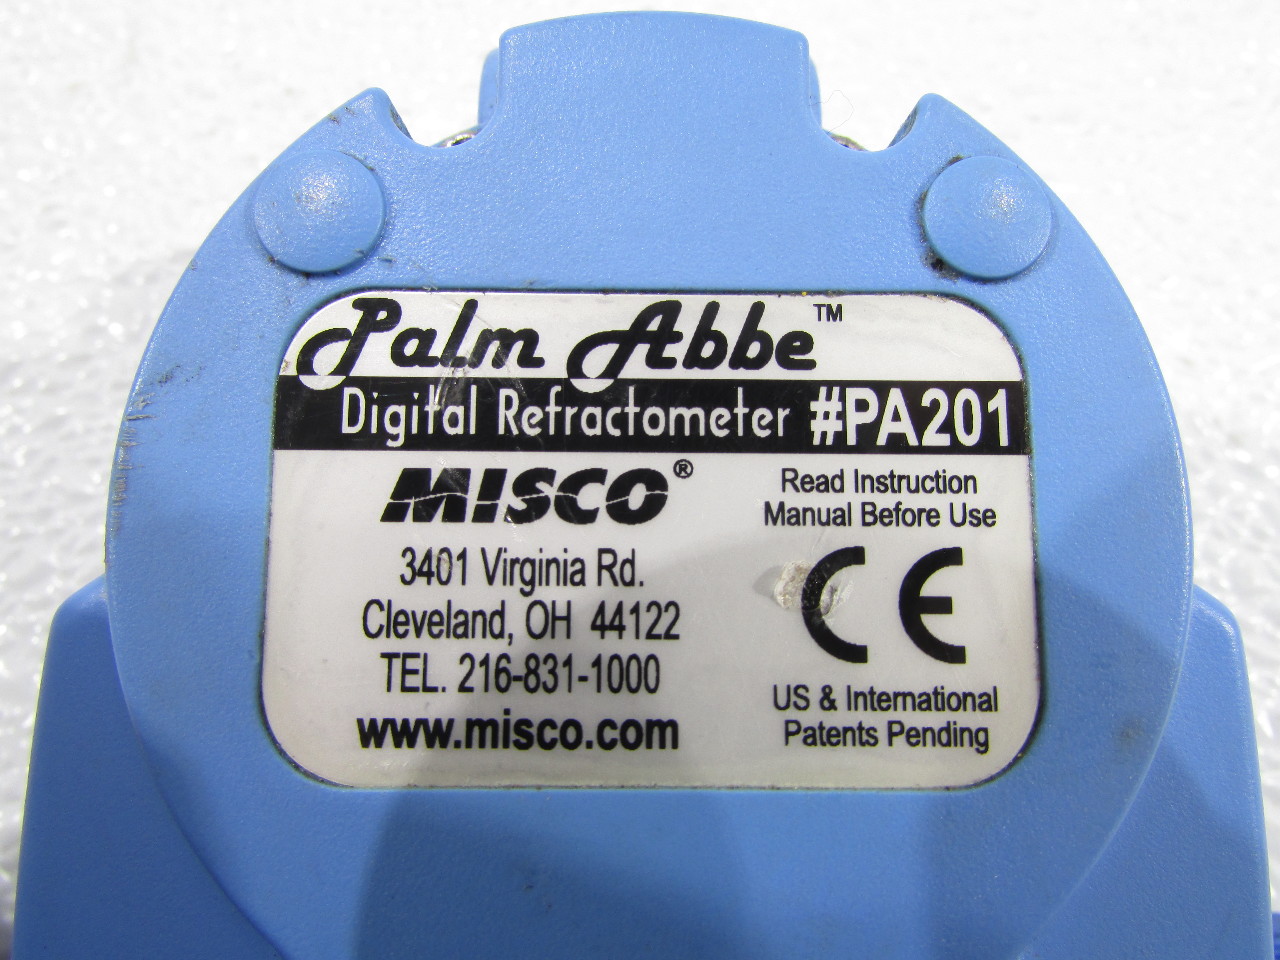 Palm Abbe™
Digital Refractometer #PA201
MISCO®
3401 Virginia Rd.
Cleveland, OH 44122
TEL. 216-831-1000
www.misco.com
Read Instruction
Manual Before Use
CE
US & International
Patents Pending